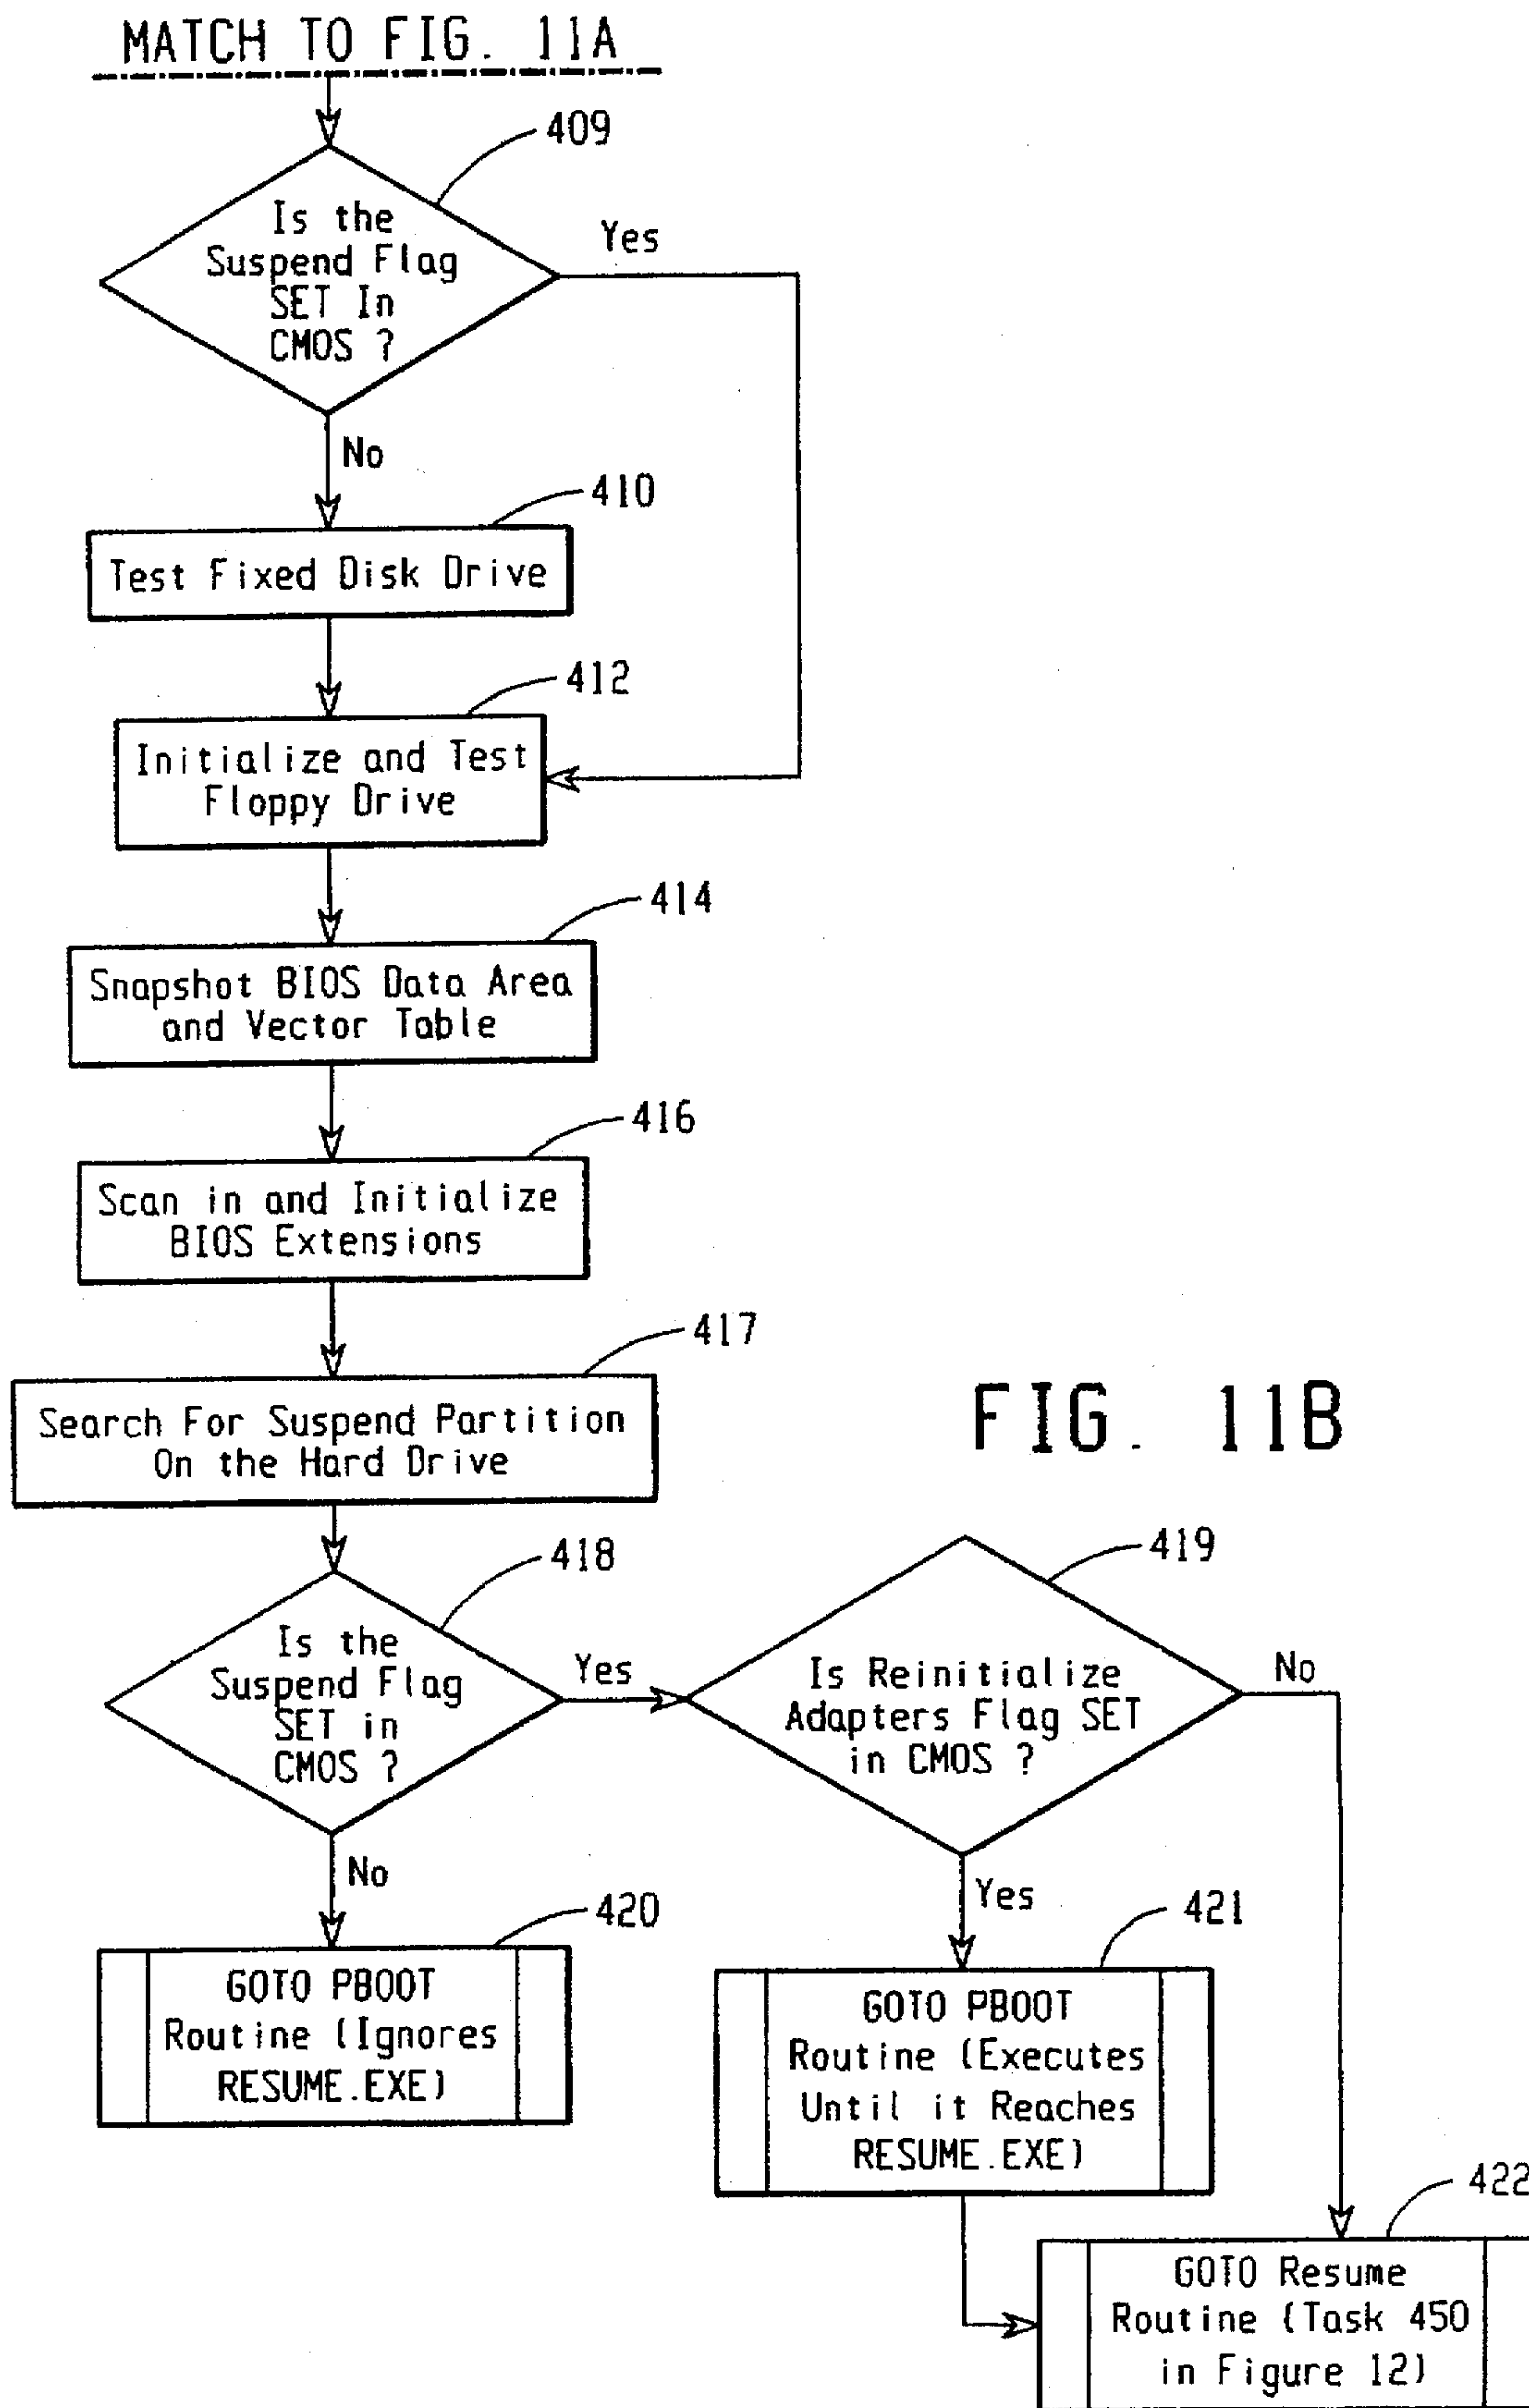 MATCH TO FIG. 11A
409
Is the
Suspend Flag
SET In
CMOS ?
Yes
No
410
Test Fixed Disk Drive
412
Initialize and Test
Floppy Drive
414
Snapshot BIOS Data Area
and Vector Table
416
Scan in and Initialize
BIOS Extensions
417
Search For Suspend Partition
On the Hard Drive
FIG. 11B
418
Is the
Suspend Flag
SET in
CMOS ?
Yes
No
419
Is Reinitialize
Adapters Flag SET
in CMOS ?
No
Yes
420
GOTO PBOOT
Routine (Ignores
RESUME.EXE)
421
GOTO PBOOT
Routine (Executes
Until it Reaches
RESUME.EXE)
422
GOTO Resume
Routine (Task 450
in Figure 12)